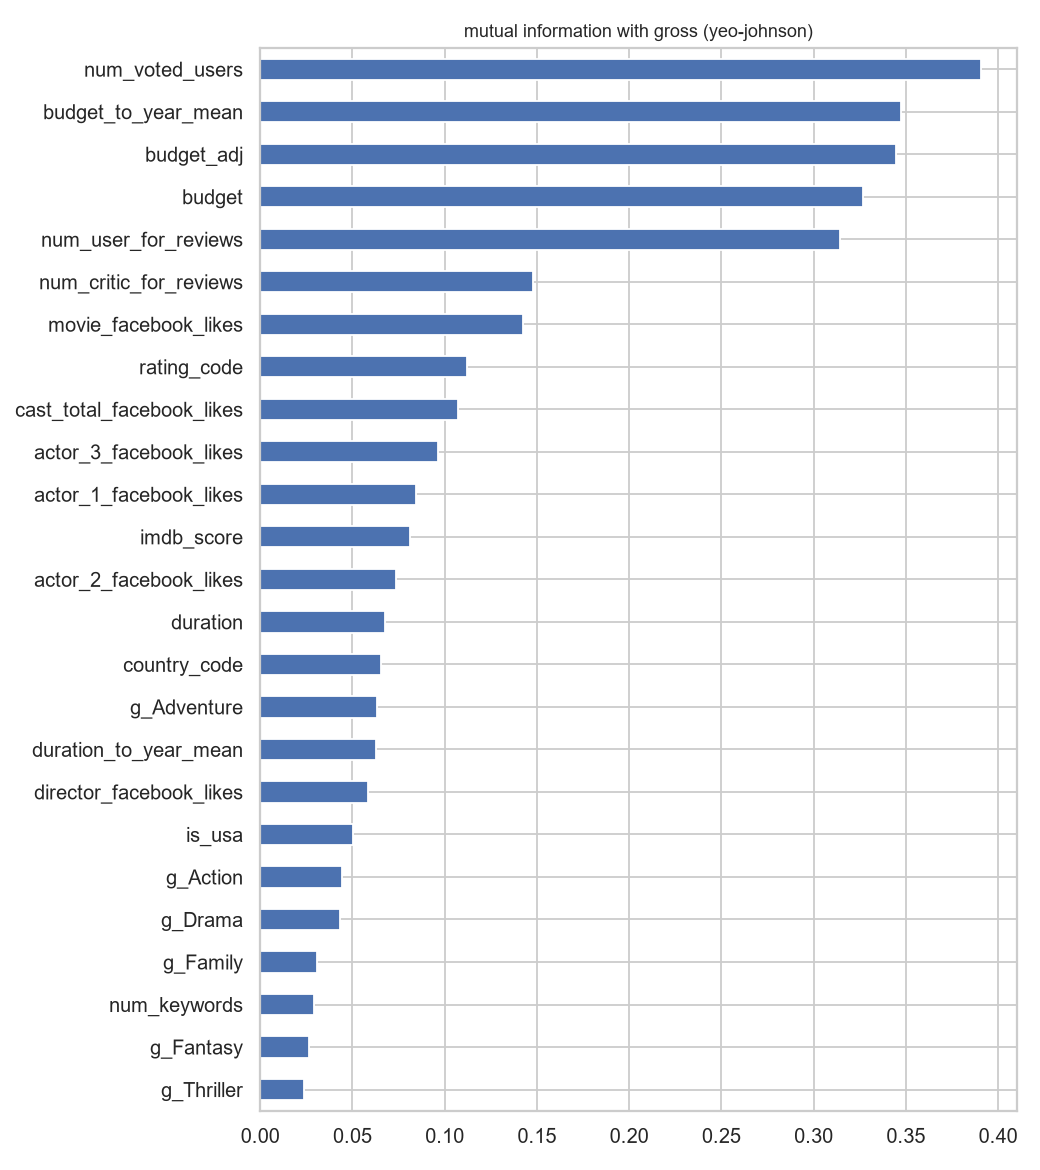 mutual information with gross (yeo-johnson)
num_voted_users
budget_to_year_mean
budget_adj
budget
num_user_for_reviews
num_critic_for_reviews
movie_facebook_likes
rating_code
cast_total_facebook_likes
actor_3_facebook_likes
actor_1_facebook_likes
imdb_score
actor_2_facebook_likes
duration
country_code
g_Adventure
duration_to_year_mean
director_facebook_likes
is_usa
g_Action
g_Drama
g_Family
num_keywords
g_Fantasy
g_Thriller
0.00 0.05 0.10 0.15 0.20 0.25 0.30 0.35 0.40